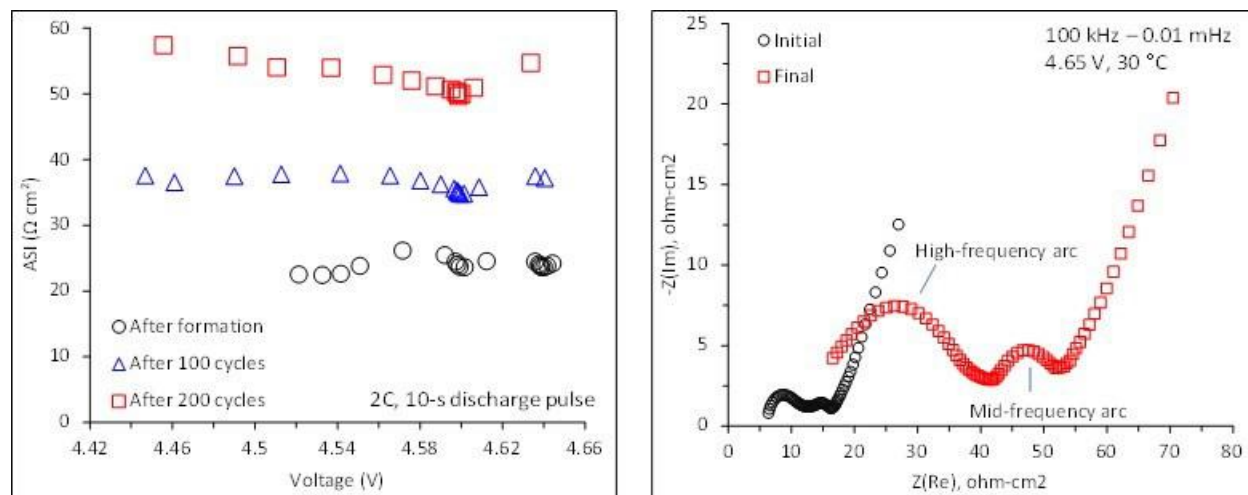 60
50
40
30
20
10
0
ASI (Ω cm²)
After formation
After 100 cycles
After 200 cycles
2C, 10-s discharge pulse
4.42 4.46 4.5 4.54 4.58 4.62 4.66
Voltage (V)
25
20
15
10
5
0
-Z(Im), ohm-cm2
Initial
Final
100 kHz – 0.01 mHz
4.65 V, 30 °C
High-frequency arc
Mid-frequency arc
0 10 20 30 40 50 60 70 80
Z(Re), ohm-cm2